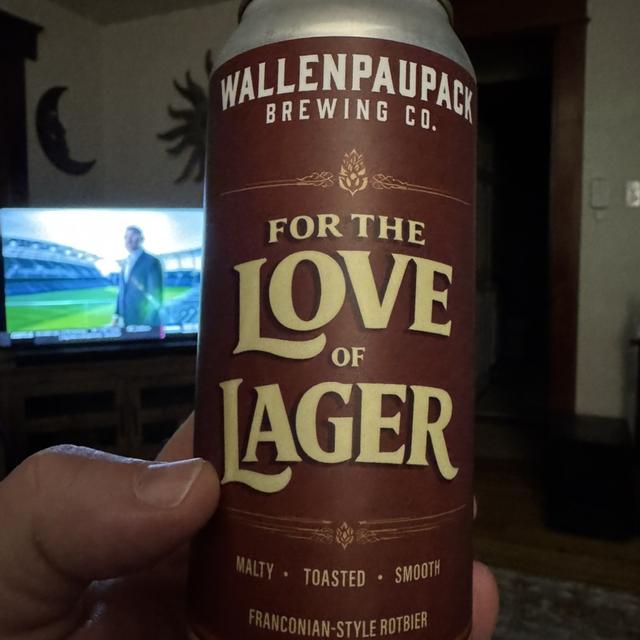 WALLENPAUPACK
BREWING CO.
FOR THE
LOVE
OF
LAGER
MALTY • TOASTED • SMOOTH
FRANCONIAN-STYLE ROTBIER